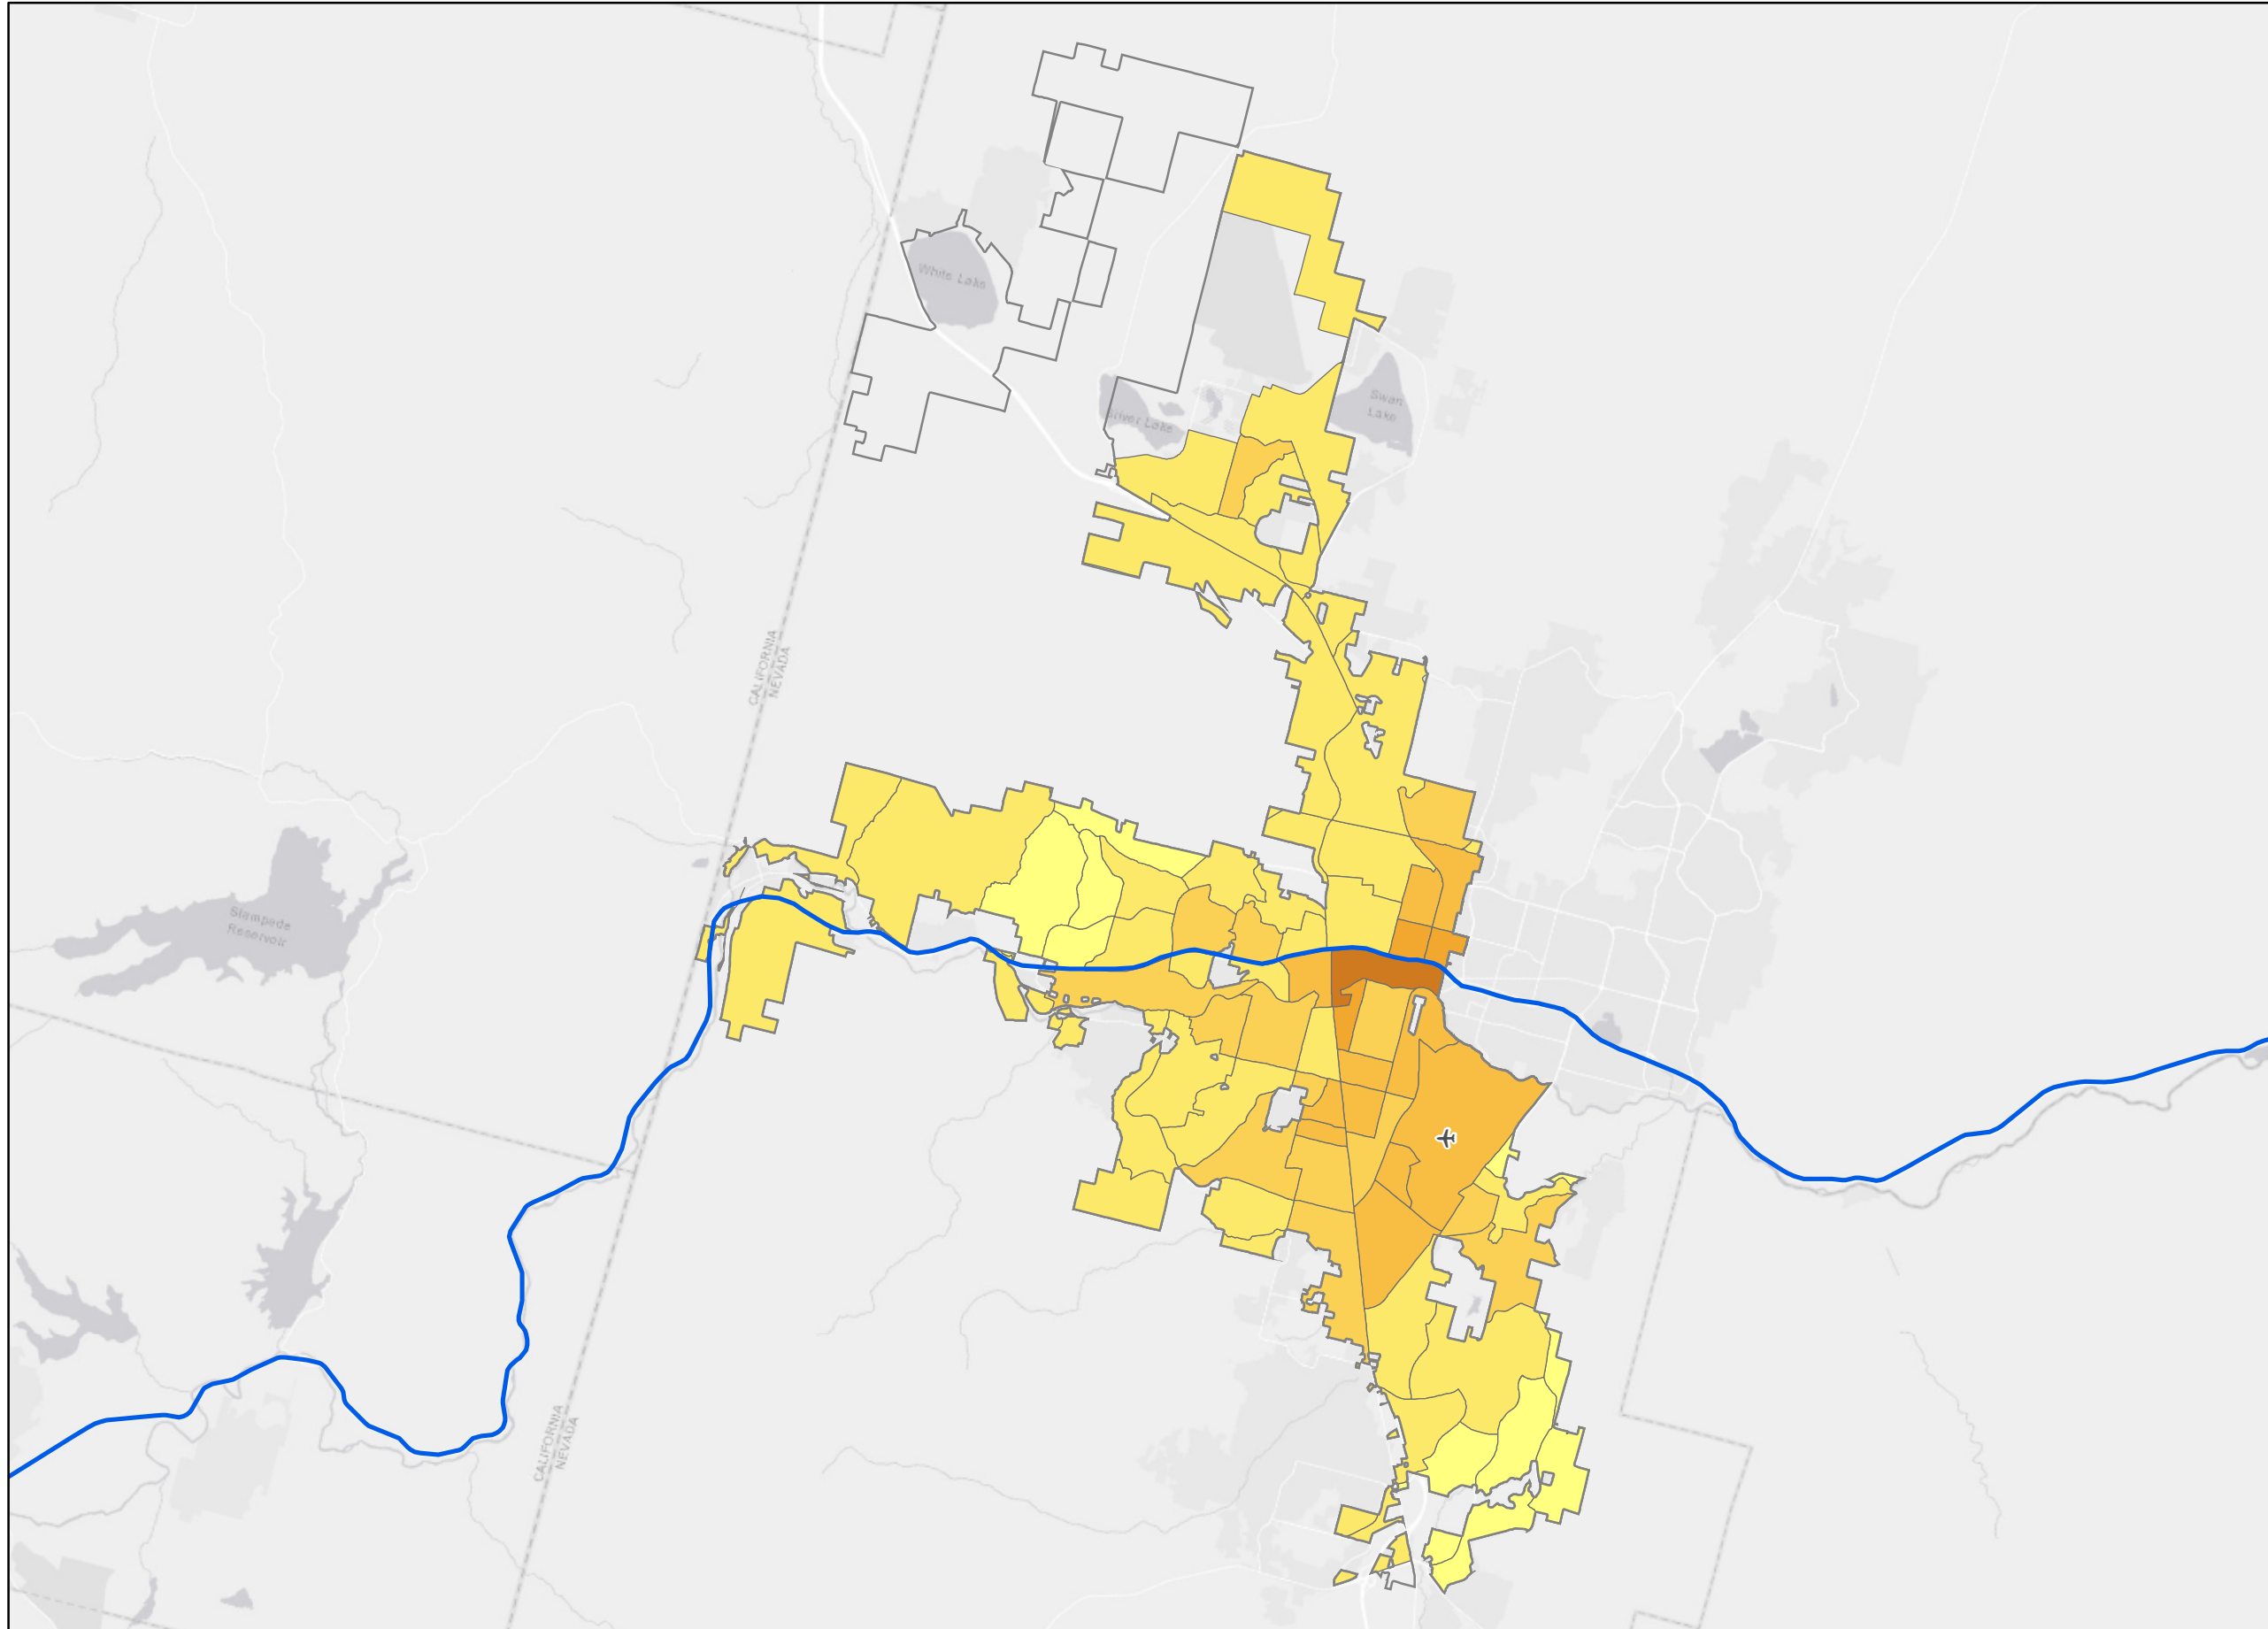 White Lake
Silver Lake
Swan
Lake
CALIFORNIA
NEVADA
Stampede
Reservoir
CALIFORNIA
NEVADA